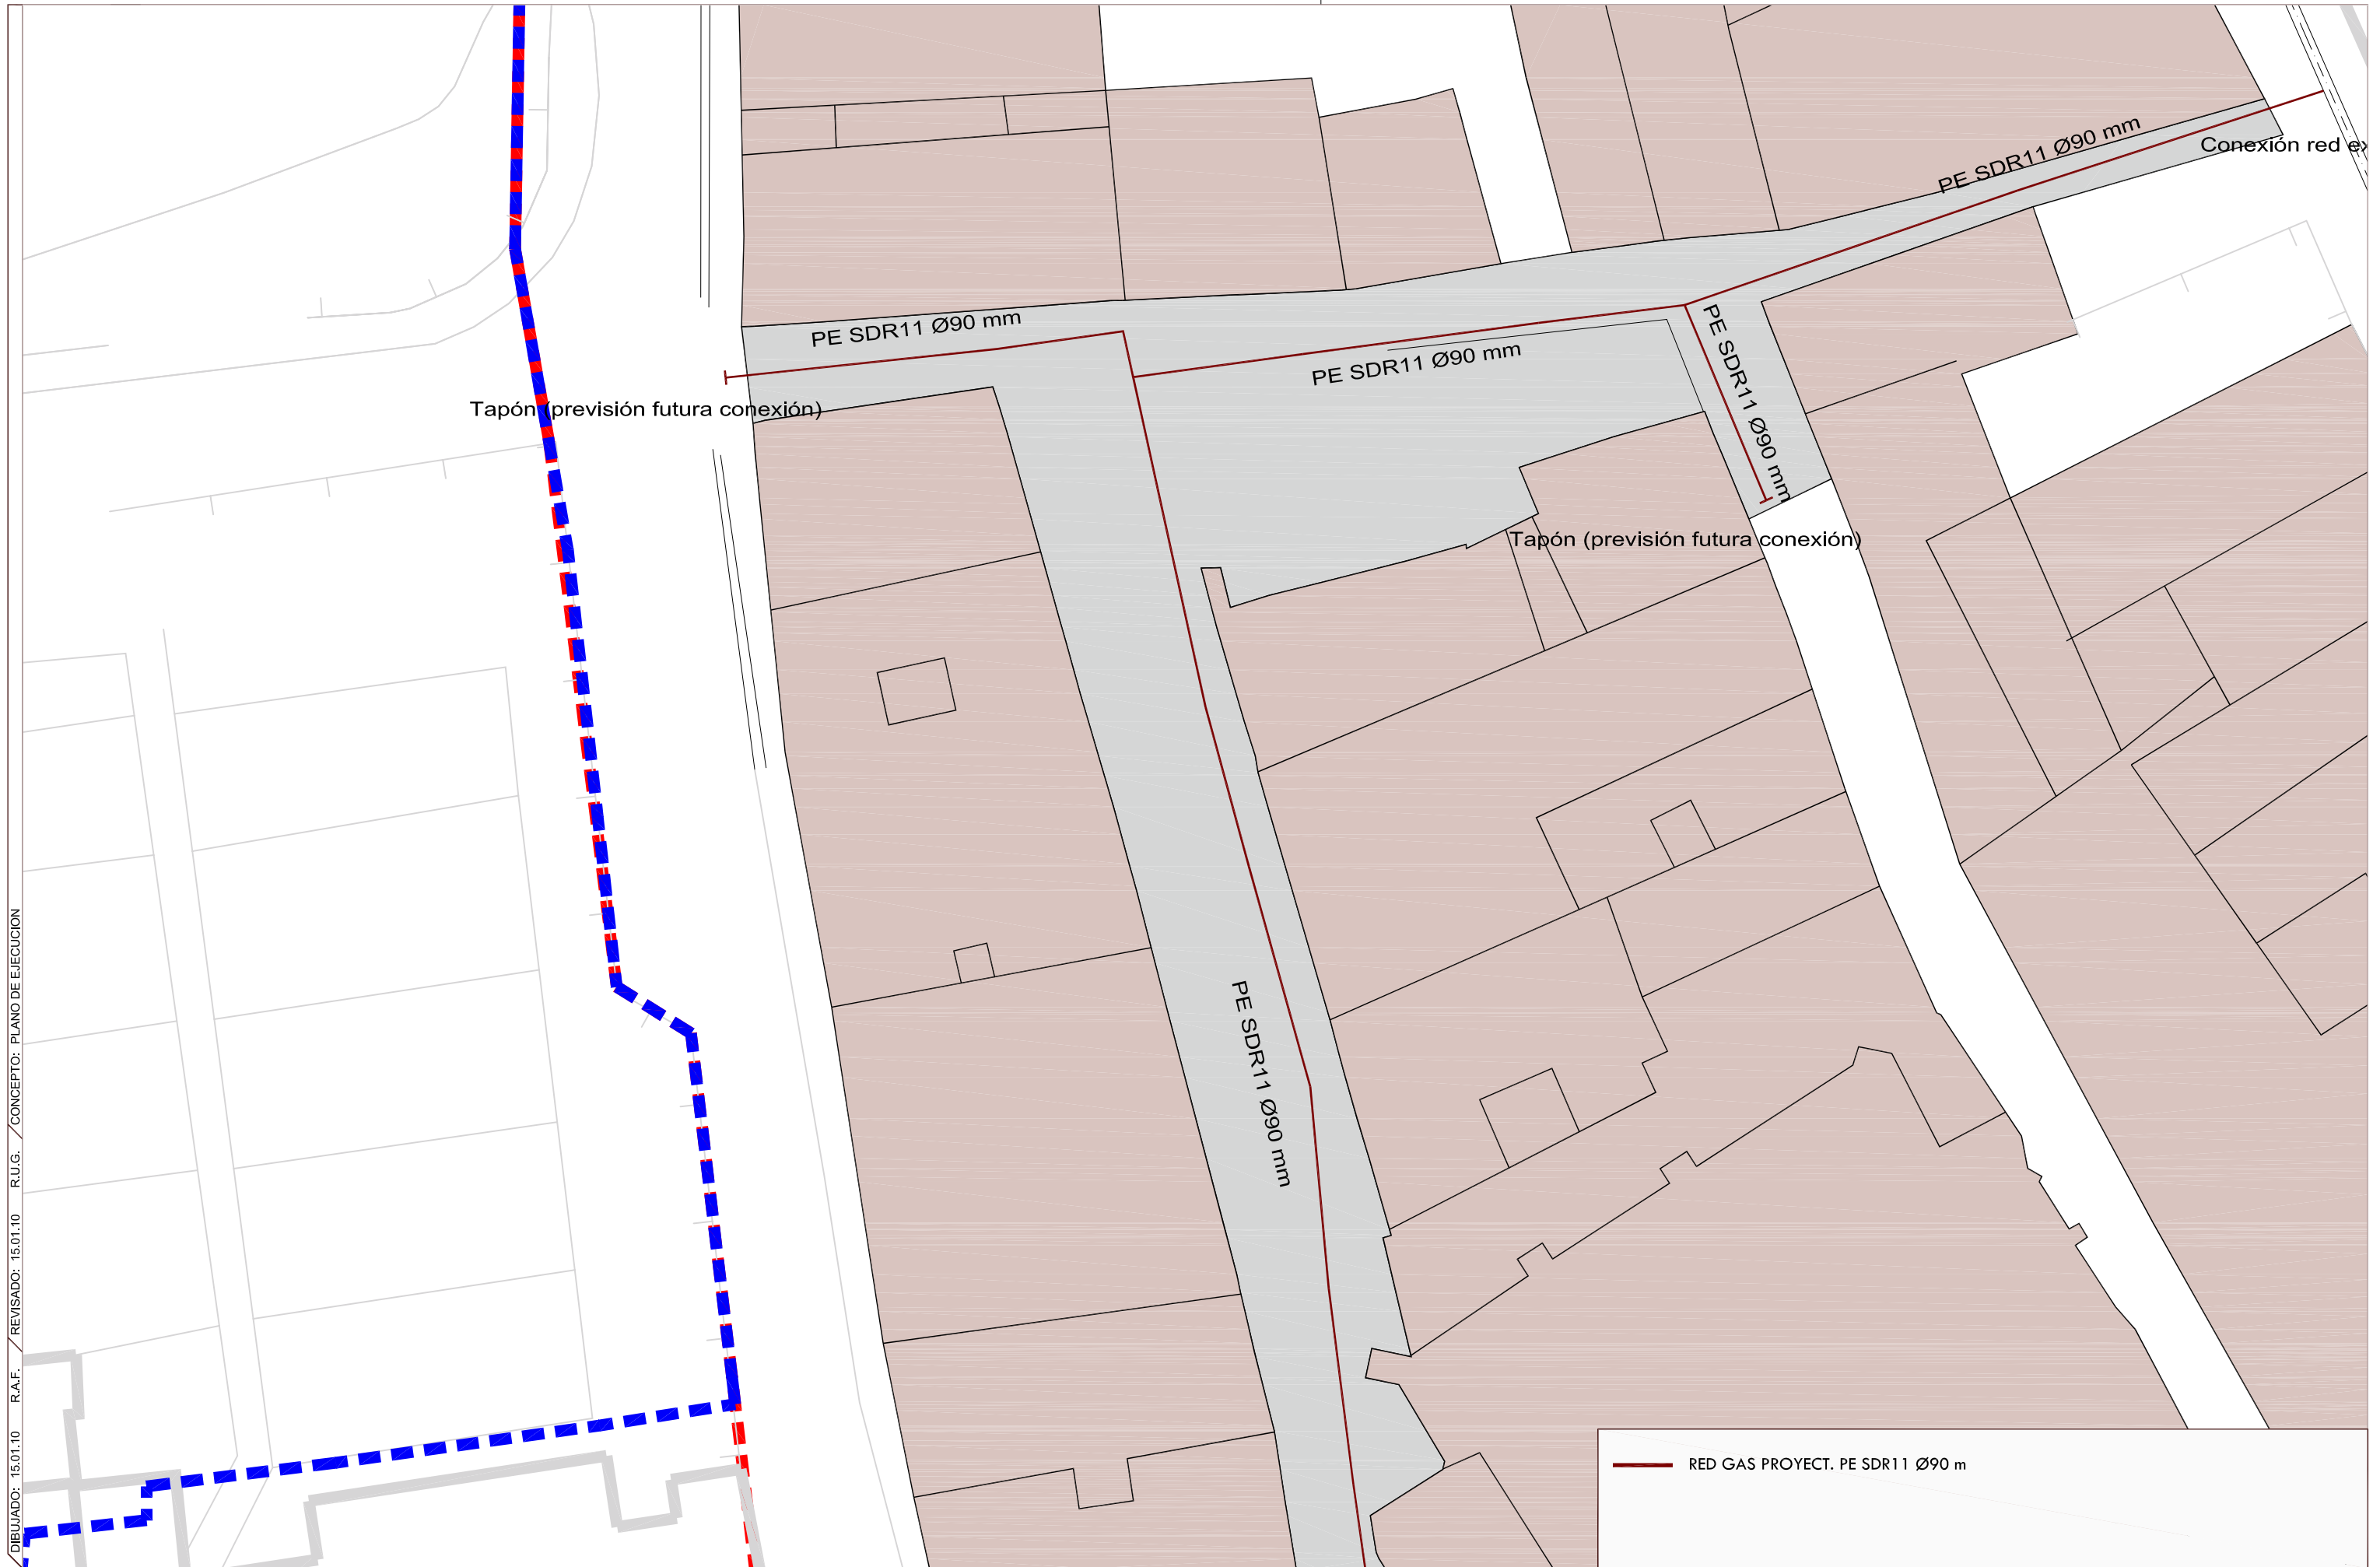 PE SDR11 Ø90 mm
Conexión red ex
PE SDR11 Ø90 mm
PE SDR11 Ø90 mm
PE SDR11 Ø90 mm
Tapón (previsión futura conexión)
Tapón (previsión futura conexión)
PE SDR11 Ø90 mm
RED GAS PROYECT. PE SDR11 Ø90 m
DIBUJADO: 15.01.10 R.A.F. REVISADO: 15.01.10 R.U.G. CONCEPTO: PLANO DE EJECUCION